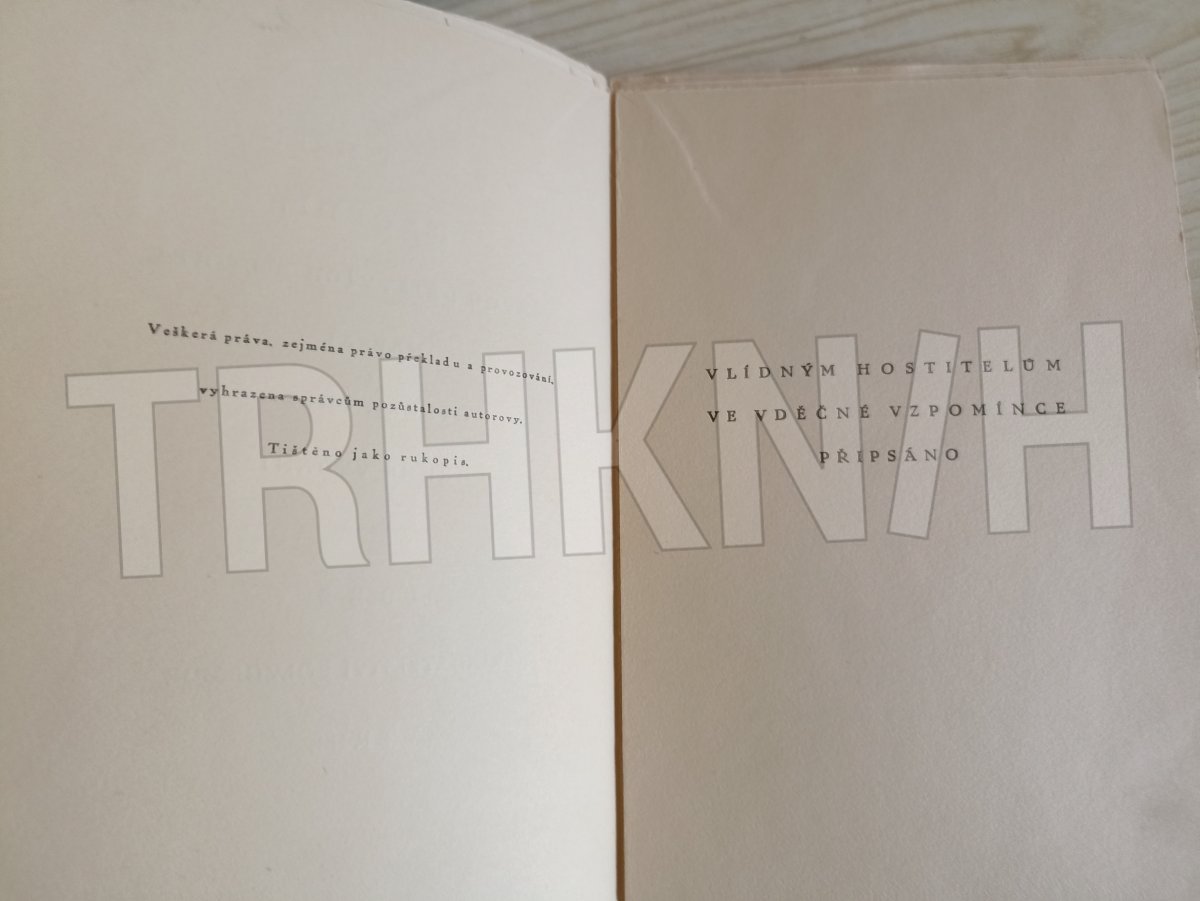 Veškerá práva, zejména právo překladu a provozování,
vyhrazena správcům pozůstalosti autorovy.
Tištěno jako rukopis.
VLÍDNÝM HOSTITELŮM
VE VDĚČNÉ VZPOMÍNCE
PŘIPSÁNO
TRHKNIH